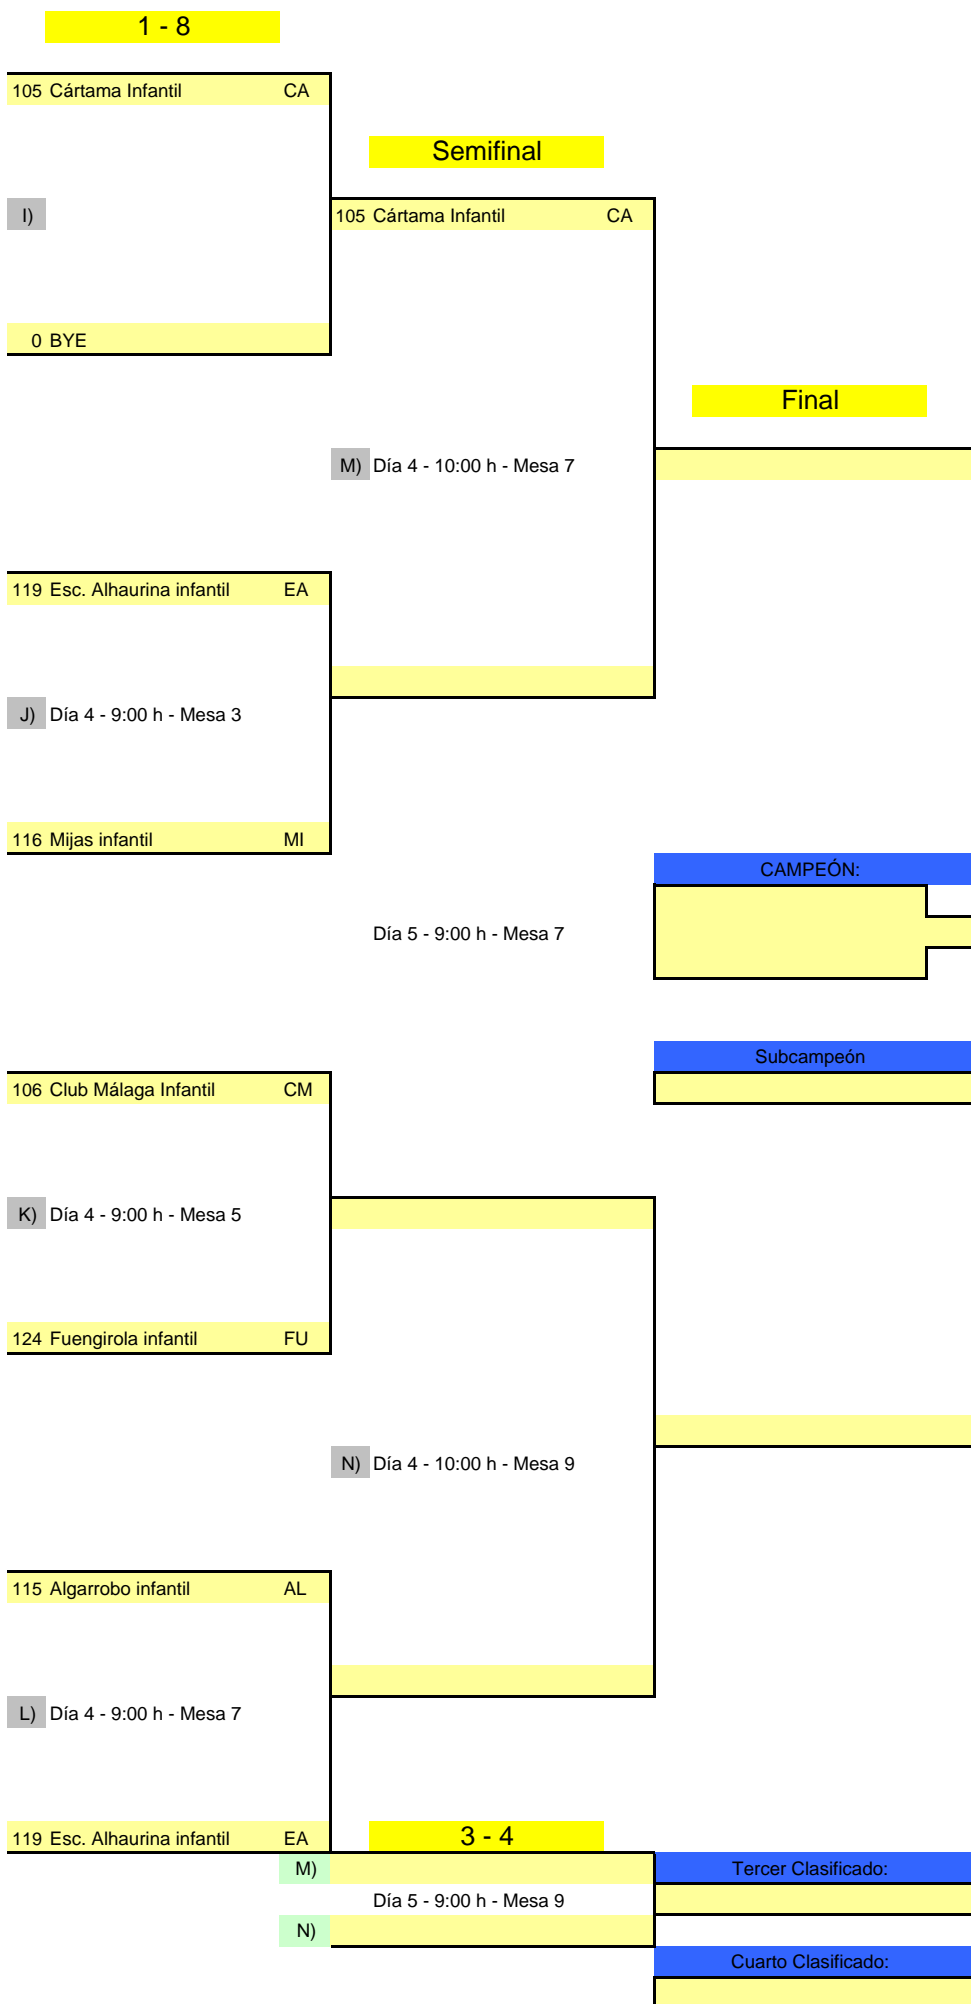 1 - 8
105 Cártama Infantil CA
Semifinal
I)
105 Cártama Infantil CA
0 BYE
Final
M) Día 4 - 10:00 h - Mesa 7
119 Esc. Alhaurina infantil EA
J) Día 4 - 9:00 h - Mesa 3
116 Mijas infantil MI
CAMPEÓN:
Día 5 - 9:00 h - Mesa 7
Subcampeón
106 Club Málaga Infantil CM
K) Día 4 - 9:00 h - Mesa 5
124 Fuengirola infantil FU
N) Día 4 - 10:00 h - Mesa 9
115 Algarrobo infantil AL
L) Día 4 - 9:00 h - Mesa 7
119 Esc. Alhaurina infantil EA
3 - 4
M)
Tercer Clasificado:
Día 5 - 9:00 h - Mesa 9
N)
Cuarto Clasificado: